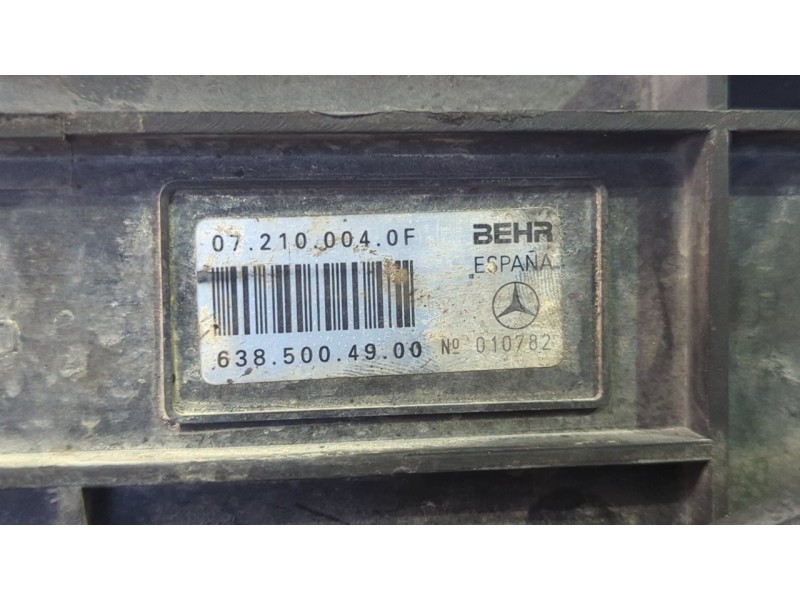 07.210.004.0F
BEHR
ESPAÑA
638.500.49.00
Nº 010782